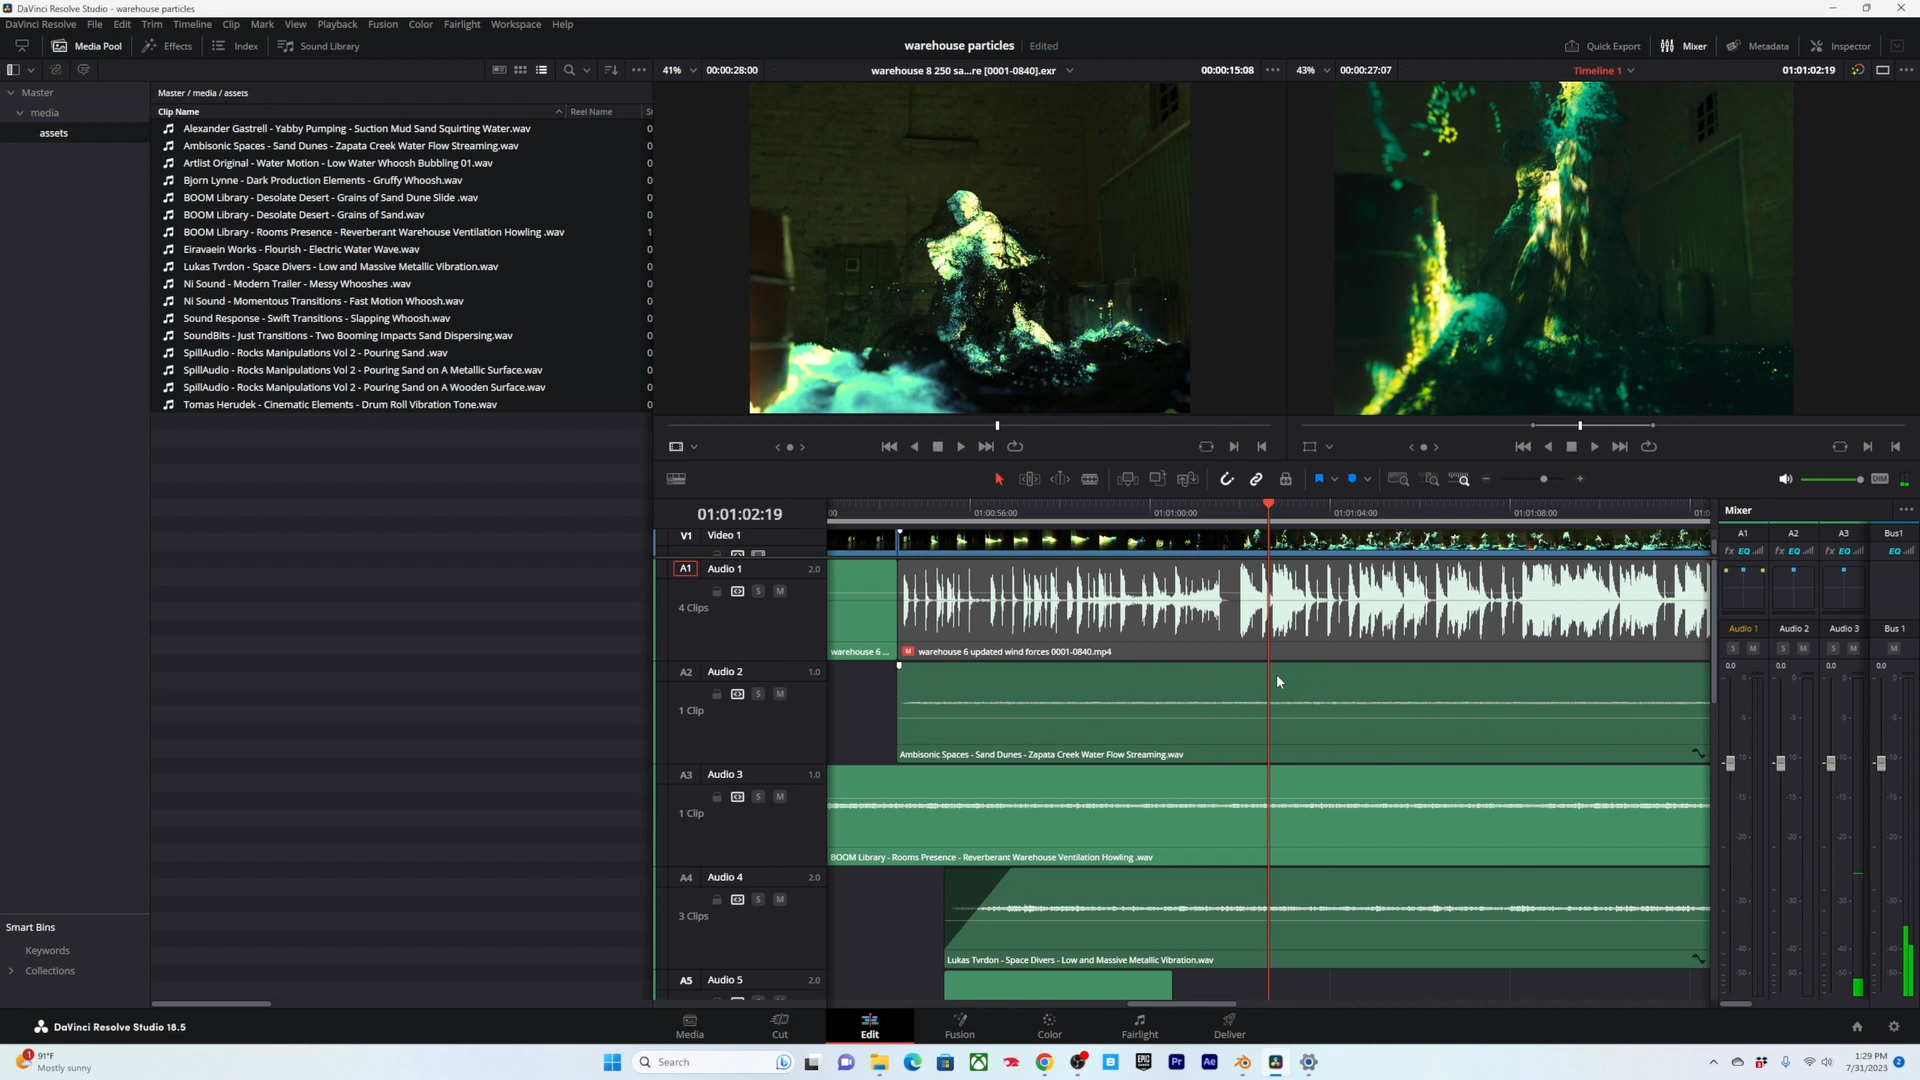 DaVinci Resolve Studio - warehouse particles
DaVinci Resolve File Edit Trim Timeline Clip Mark View Playback Fusion Color Fairlight Workspace Help
Media Pool Effects Index Sound Library
warehouse particles Edited
Quick Export Mixer Metadata Inspector
41% 00:00:28:00 warehouse 8 250 sa...re [0001-0840].exr 00:00:15:08
43% 00:00:27:07 Timeline 1 01:01:02:19
Master
media
assets
Master / media / assets
Clip Name Reel Name
Alexander Gastrell - Yabby Pumping - Suction Mud Sand Squirting Water.wav
Ambisonic Spaces - Sand Dunes - Zapata Creek Water Flow Streaming.wav
Artlist Original - Water Motion - Low Water Whoosh Bubbling 01.wav
Bjorn Lynne - Dark Production Elements - Gruffy Whoosh.wav
BOOM Library - Desolate Desert - Grains of Sand Dune Slide .wav
BOOM Library - Desolate Desert - Grains of Sand.wav
BOOM Library - Rooms Presence - Reverberant Warehouse Ventilation Howling .wav
Eiravaein Works - Flourish - Electric Water Wave.wav
Lukas Tvrdon - Space Divers - Low and Massive Metallic Vibration.wav
Ni Sound - Modern Trailer - Messy Whooshes .wav
Ni Sound - Momentous Transitions - Fast Motion Whoosh.wav
Sound Response - Swift Transitions - Slapping Whoosh.wav
SoundBits - Just Transitions - Two Booming Impacts Sand Dispersing.wav
SpillAudio - Rocks Manipulations Vol 2 - Pouring Sand .wav
SpillAudio - Rocks Manipulations Vol 2 - Pouring Sand on A Metallic Surface.wav
SpillAudio - Rocks Manipulations Vol 2 - Pouring Sand on A Wooden Surface.wav
Tomas Herudek - Cinematic Elements - Drum Roll Vibration Tone.wav
Smart Bins
Keywords
Collections
DIM
01:01:02:19
01:00:56:00 01:01:00:00 01:01:04:00 01:01:08:00
V1 Video 1
A1 Audio 1 2.0
S M
4 Clips
warehouse 6 ... M warehouse 6 updated wind forces 0001-0840.mp4
A2 Audio 2 1.0
S M
1 Clip
Ambisonic Spaces - Sand Dunes - Zapata Creek Water Flow Streaming.wav
A3 Audio 3 1.0
S M
1 Clip
BOOM Library - Rooms Presence - Reverberant Warehouse Ventilation Howling .wav
A4 Audio 4 2.0
S M
3 Clips
Lukas Tvrdon - Space Divers - Low and Massive Metallic Vibration.wav
A5 Audio 5 2.0
Mixer
A1 A2 A3 Bus1
fx EQ fx EQ fx EQ EQ
Audio 1 Audio 2 Audio 3 Bus 1
S M S M S M M
0.0 0.0 0.0 0.0
DaVinci Resolve Studio 18.5
Media Cut Edit Fusion Color Fairlight Deliver
1 91°F
Mostly sunny
Search
Pr Ae
1:29 PM
7/31/2023
2